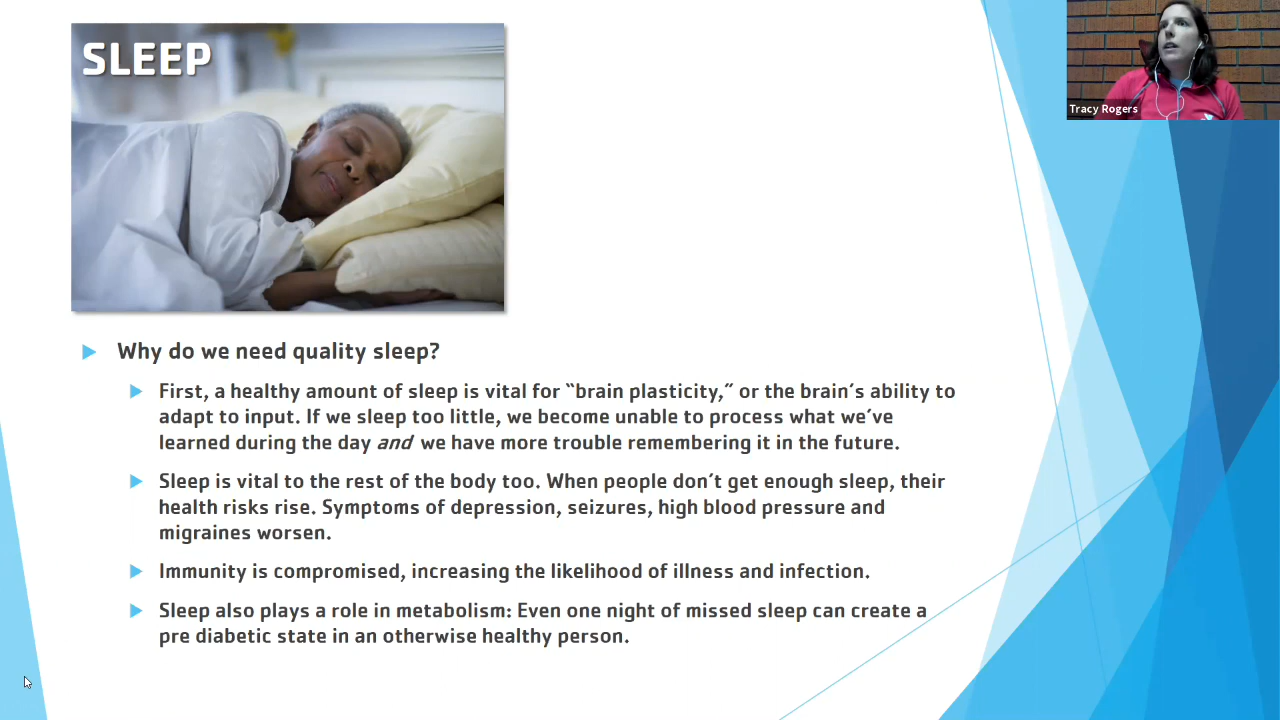 SLEEP
Tracy Rogers
Why do we need quality sleep?
First, a healthy amount of sleep is vital for “brain plasticity,” or the brain’s ability to
adapt to input. If we sleep too little, we become unable to process what we’ve
learned during the day and we have more trouble remembering it in the future.
Sleep is vital to the rest of the body too. When people don’t get enough sleep, their
health risks rise. Symptoms of depression, seizures, high blood pressure and
migraines worsen.
Immunity is compromised, increasing the likelihood of illness and infection.
Sleep also plays a role in metabolism: Even one night of missed sleep can create a
pre diabetic state in an otherwise healthy person.